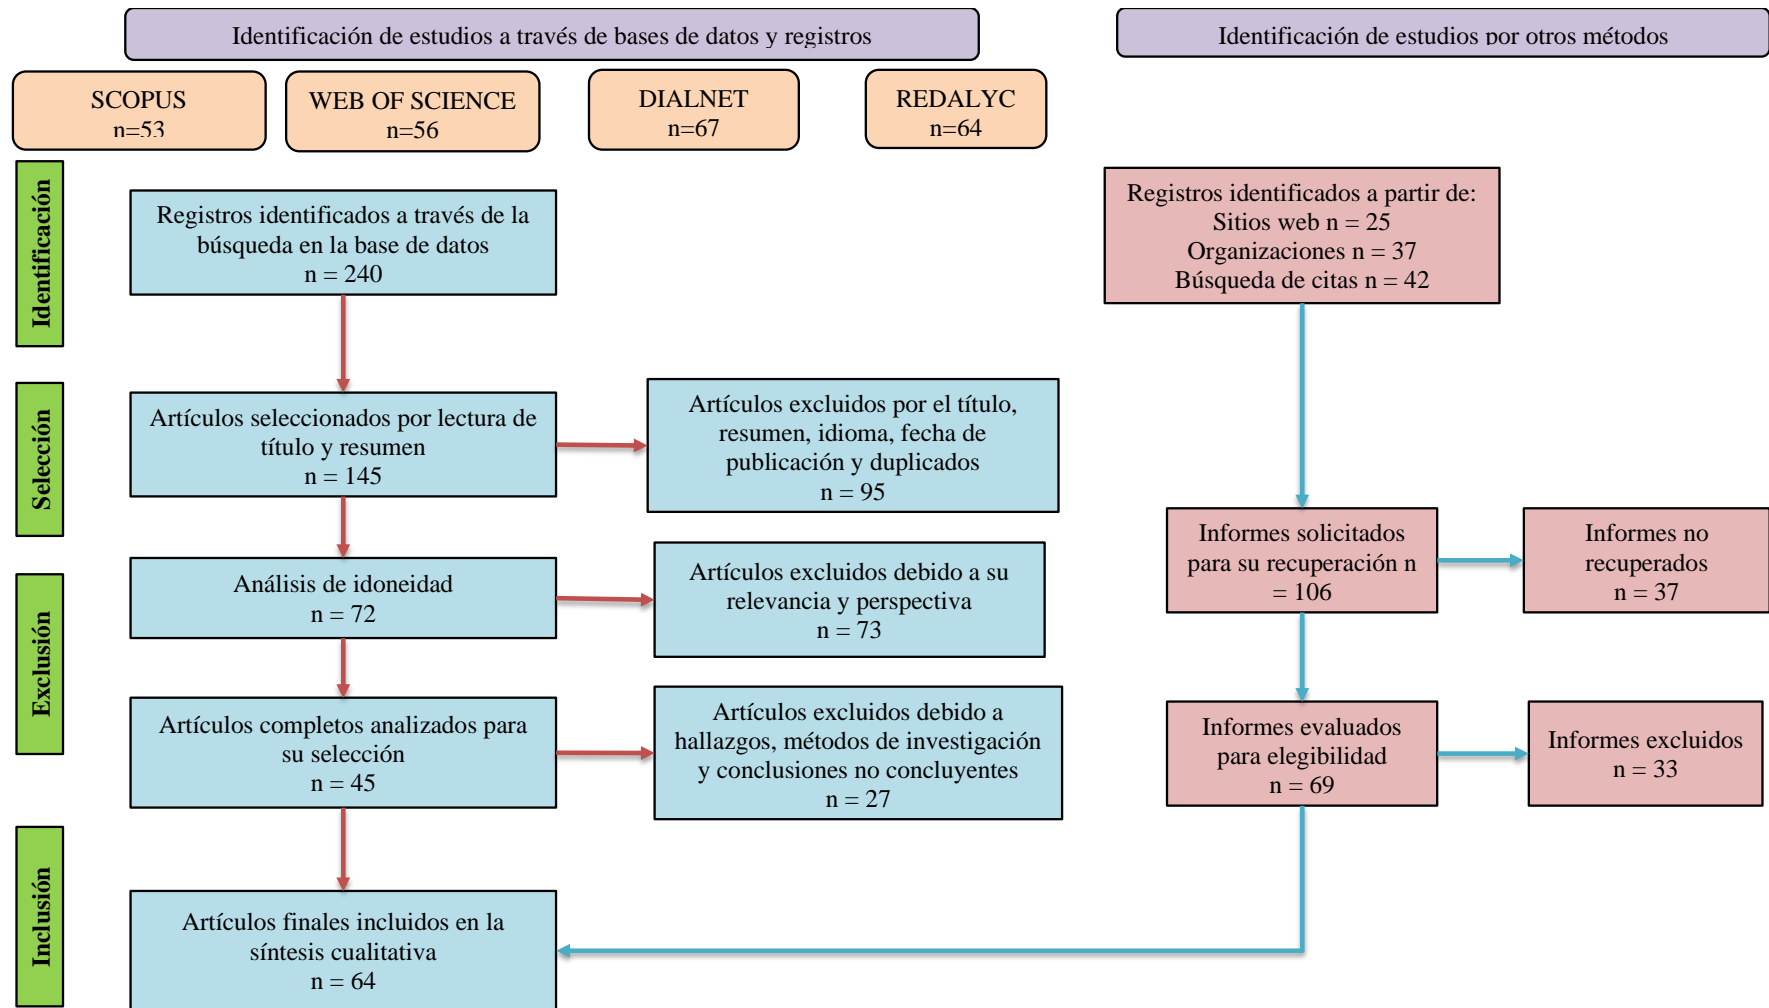 Identificación de estudios a través de bases de datos y registros
Identificación de estudios por otros métodos
SCOPUS
n=53
WEB OF SCIENCE
n=56
DIALNET
n=67
REDALYC
n=64
Identificación
Registros identificados a través de la
búsqueda en la base de datos
n = 240
Registros identificados a partir de:
Sitios web n = 25
Organizaciones n = 37
Búsqueda de citas n = 42
Selección
Artículos seleccionados por lectura de
título y resumen
n = 145
Artículos excluidos por el título,
resumen, idioma, fecha de
publicación y duplicados
n = 95
Informes solicitados
para su recuperación n
= 106
Informes no
recuperados
n = 37
Exclusión
Análisis de idoneidad
n = 72
Artículos excluidos debido a su
relevancia y perspectiva
n = 73
Artículos completos analizados para
su selección
n = 45
Artículos excluidos debido a
hallazgos, métodos de investigación
y conclusiones no concluyentes
n = 27
Informes evaluados
para elegibilidad
n = 69
Informes excluidos
n = 33
Inclusión
Artículos finales incluidos en la
síntesis cualitativa
n = 64